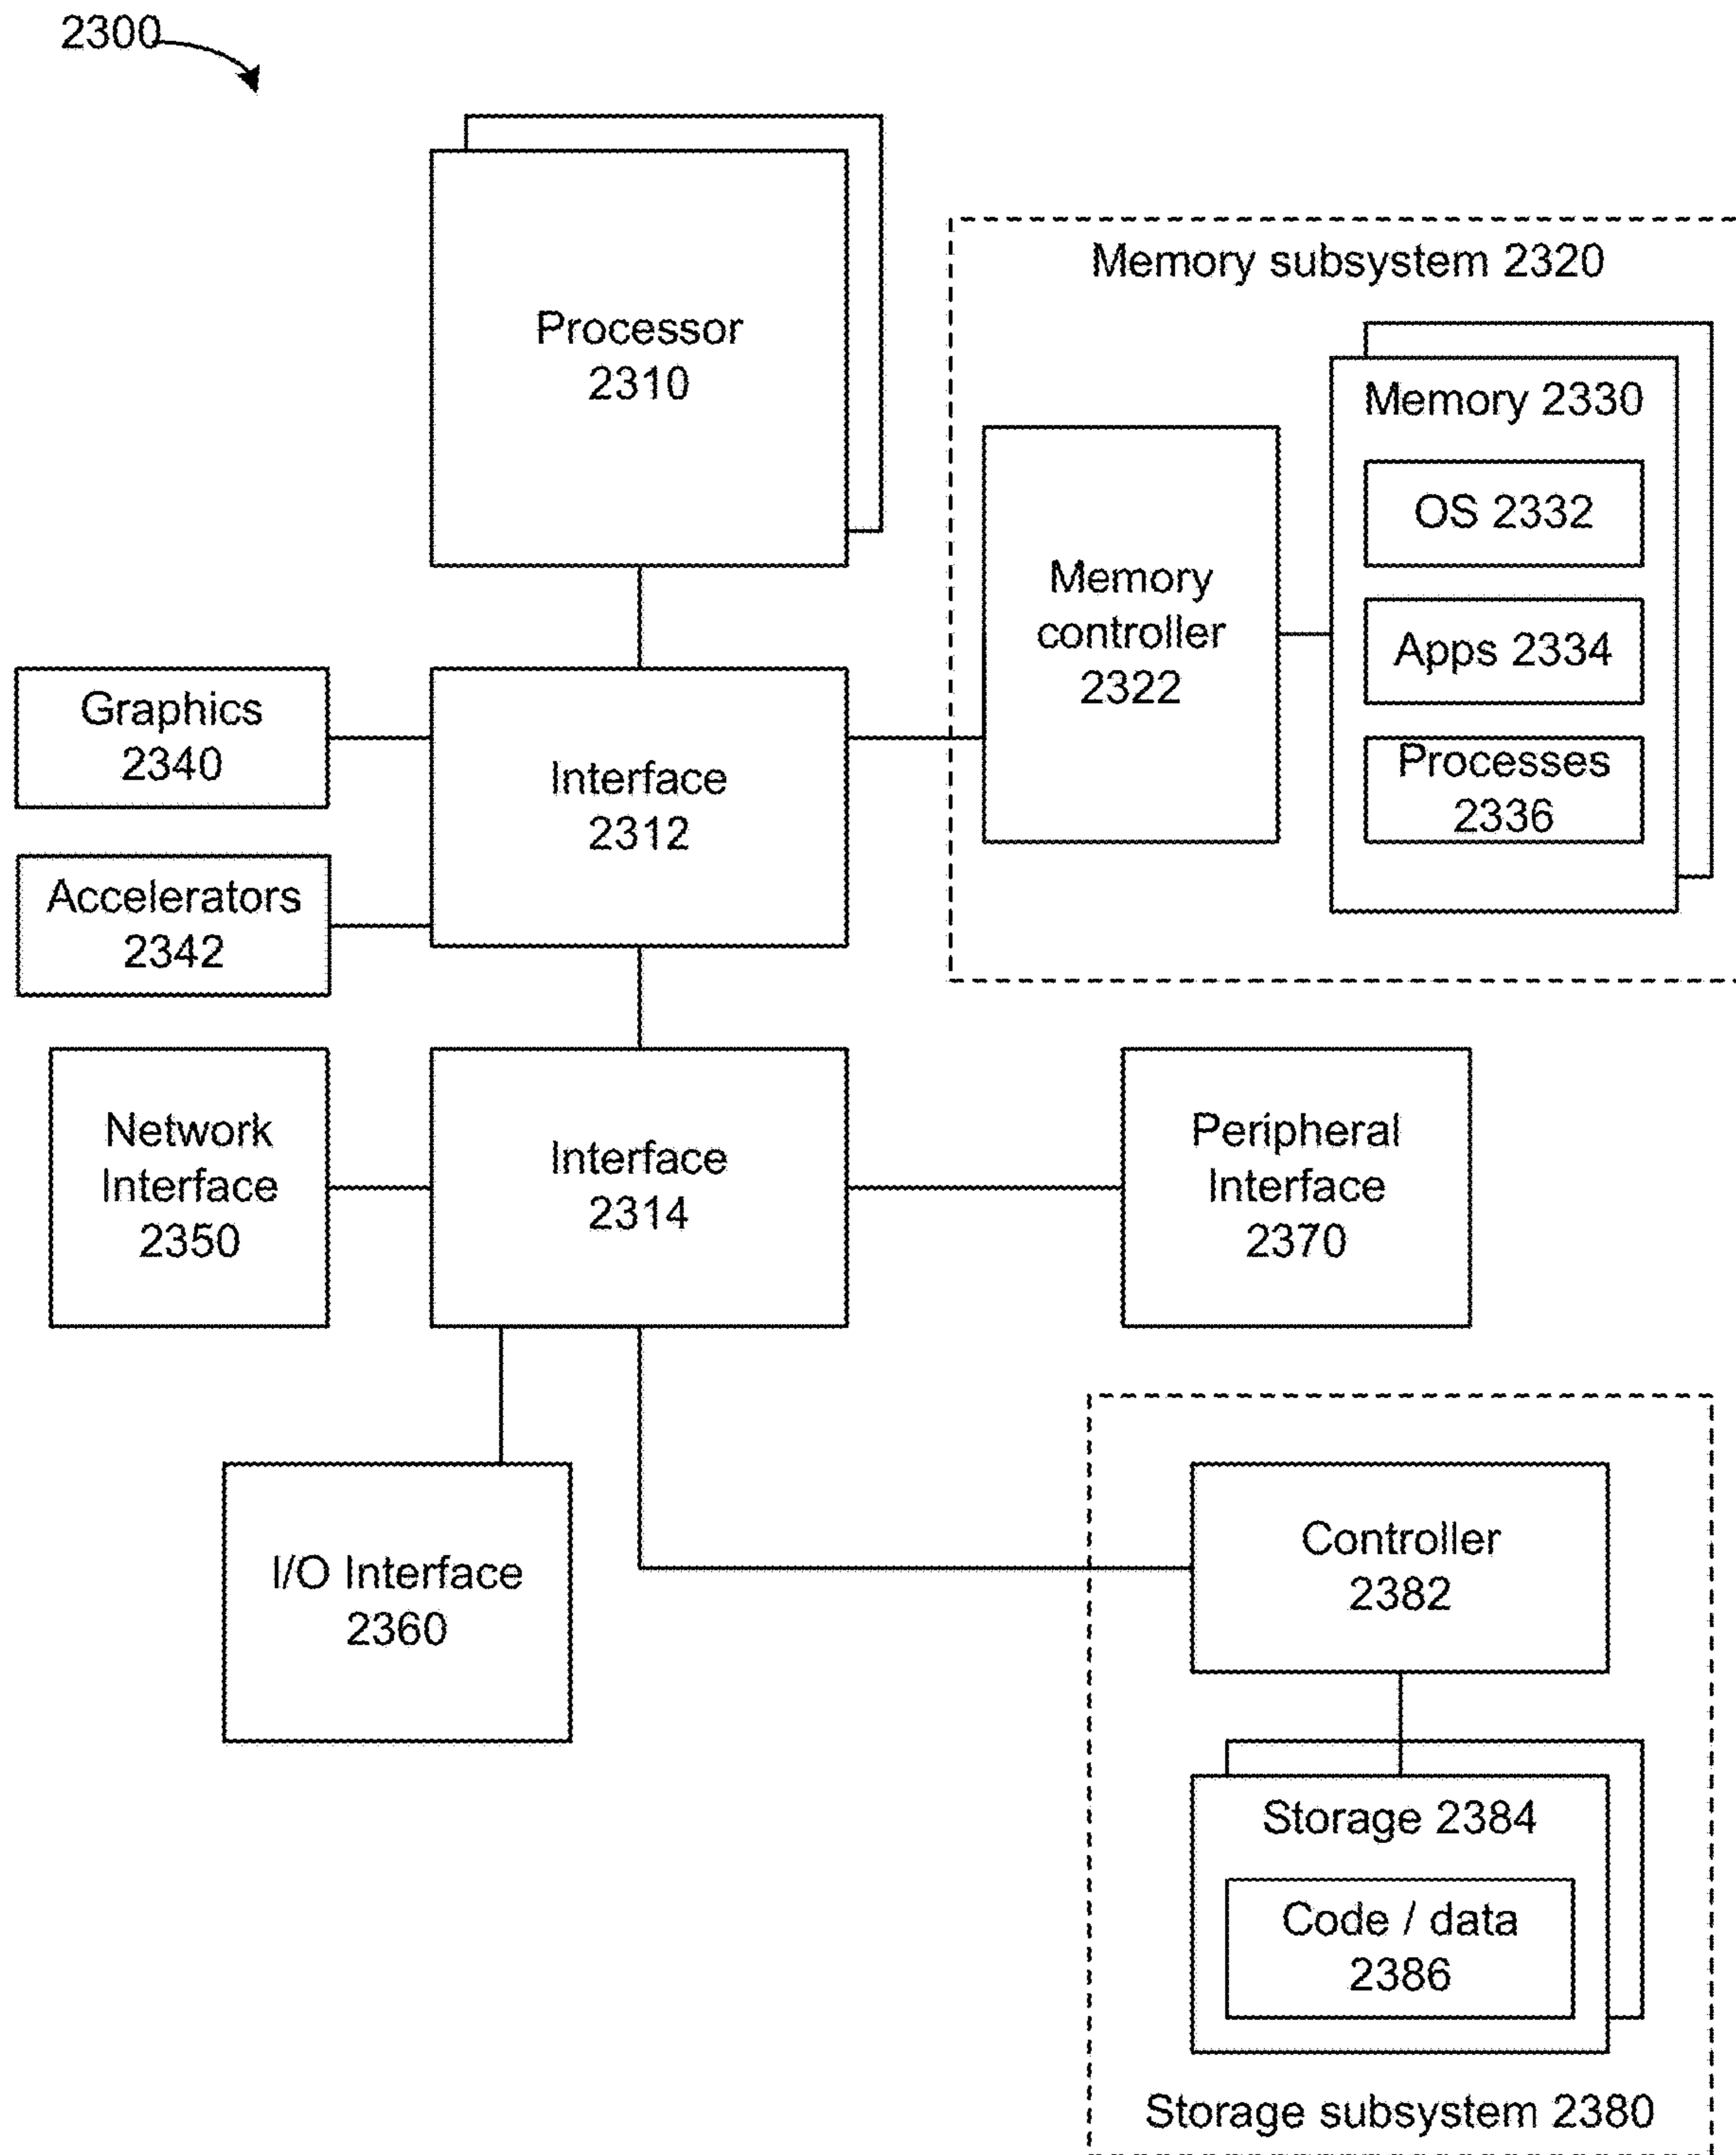 2300
Processor
2310
Memory subsystem 2320
Memory 2330
OS 2332
Apps 2334
Processes
2336
Memory
controller
2322
Graphics
2340
Interface
2312
Accelerators
2342
Network
Interface
2350
Interface
2314
Peripheral
Interface
2370
I/O Interface
2360
Controller
2382
Storage 2384
Code / data
2386
Storage subsystem 2380